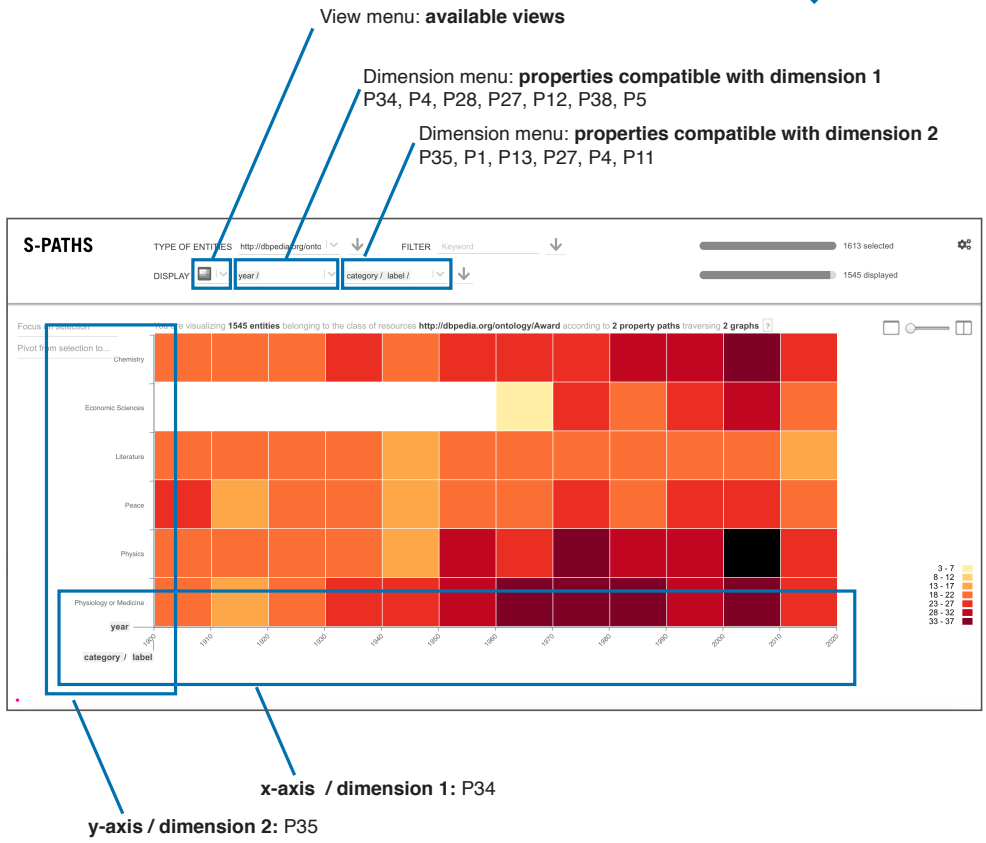 View menu: available views
Dimension menu: properties compatible with dimension 1
P34, P4, P28, P27, P12, P38, P5
Dimension menu: properties compatible with dimension 2
P35, P1, P13, P27, P4, P11
S-PATHS
TYPE OF ENTITIES http://dbpedia.org/onto FILTER Keyword 1613 selected
DISPLAY year / category / label / 1545 displayed
Focus on selection
You are visualizing 1545 entities belonging to the class of resources http://dbpedia.org/ontology/Award according to 2 property paths traversing 2 graphs ?
Pivot from selection to...
Chemistry
Economic Sciences
Literature
Peace
Physics
Physiology or Medicine
3 - 7
8 - 12
13 - 17
18 - 22
23 - 27
28 - 32
33 - 37
year
1900 1910 1920 1930 1940 1950 1960 1970 1980 1990 2000 2010 2020
category / label
x-axis / dimension 1: P34
y-axis / dimension 2: P35